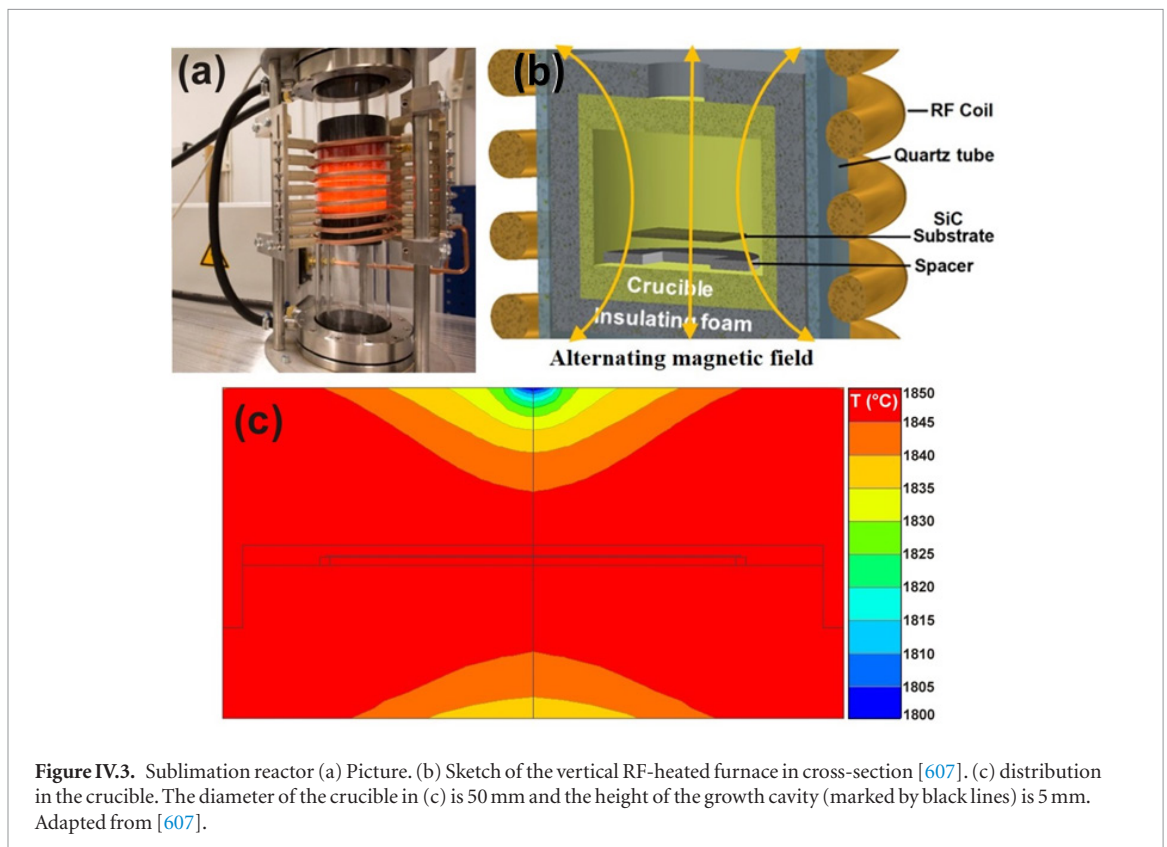 (a)
(b)
RF Coil
Quartz tube
SiC
Substrate
Spacer
Crucible
Insulating foam
Alternating magnetic field
(c)
T (°C)
1850
1845
1840
1835
1830
1825
1820
1815
1810
1805
1800
Figure IV.3. Sublimation reactor (a) Picture. (b) Sketch of the vertical RF-heated furnace in cross-section [607]. (c) distribution
in the crucible. The diameter of the crucible in (c) is 50 mm and the height of the growth cavity (marked by black lines) is 5 mm.
Adapted from [607].